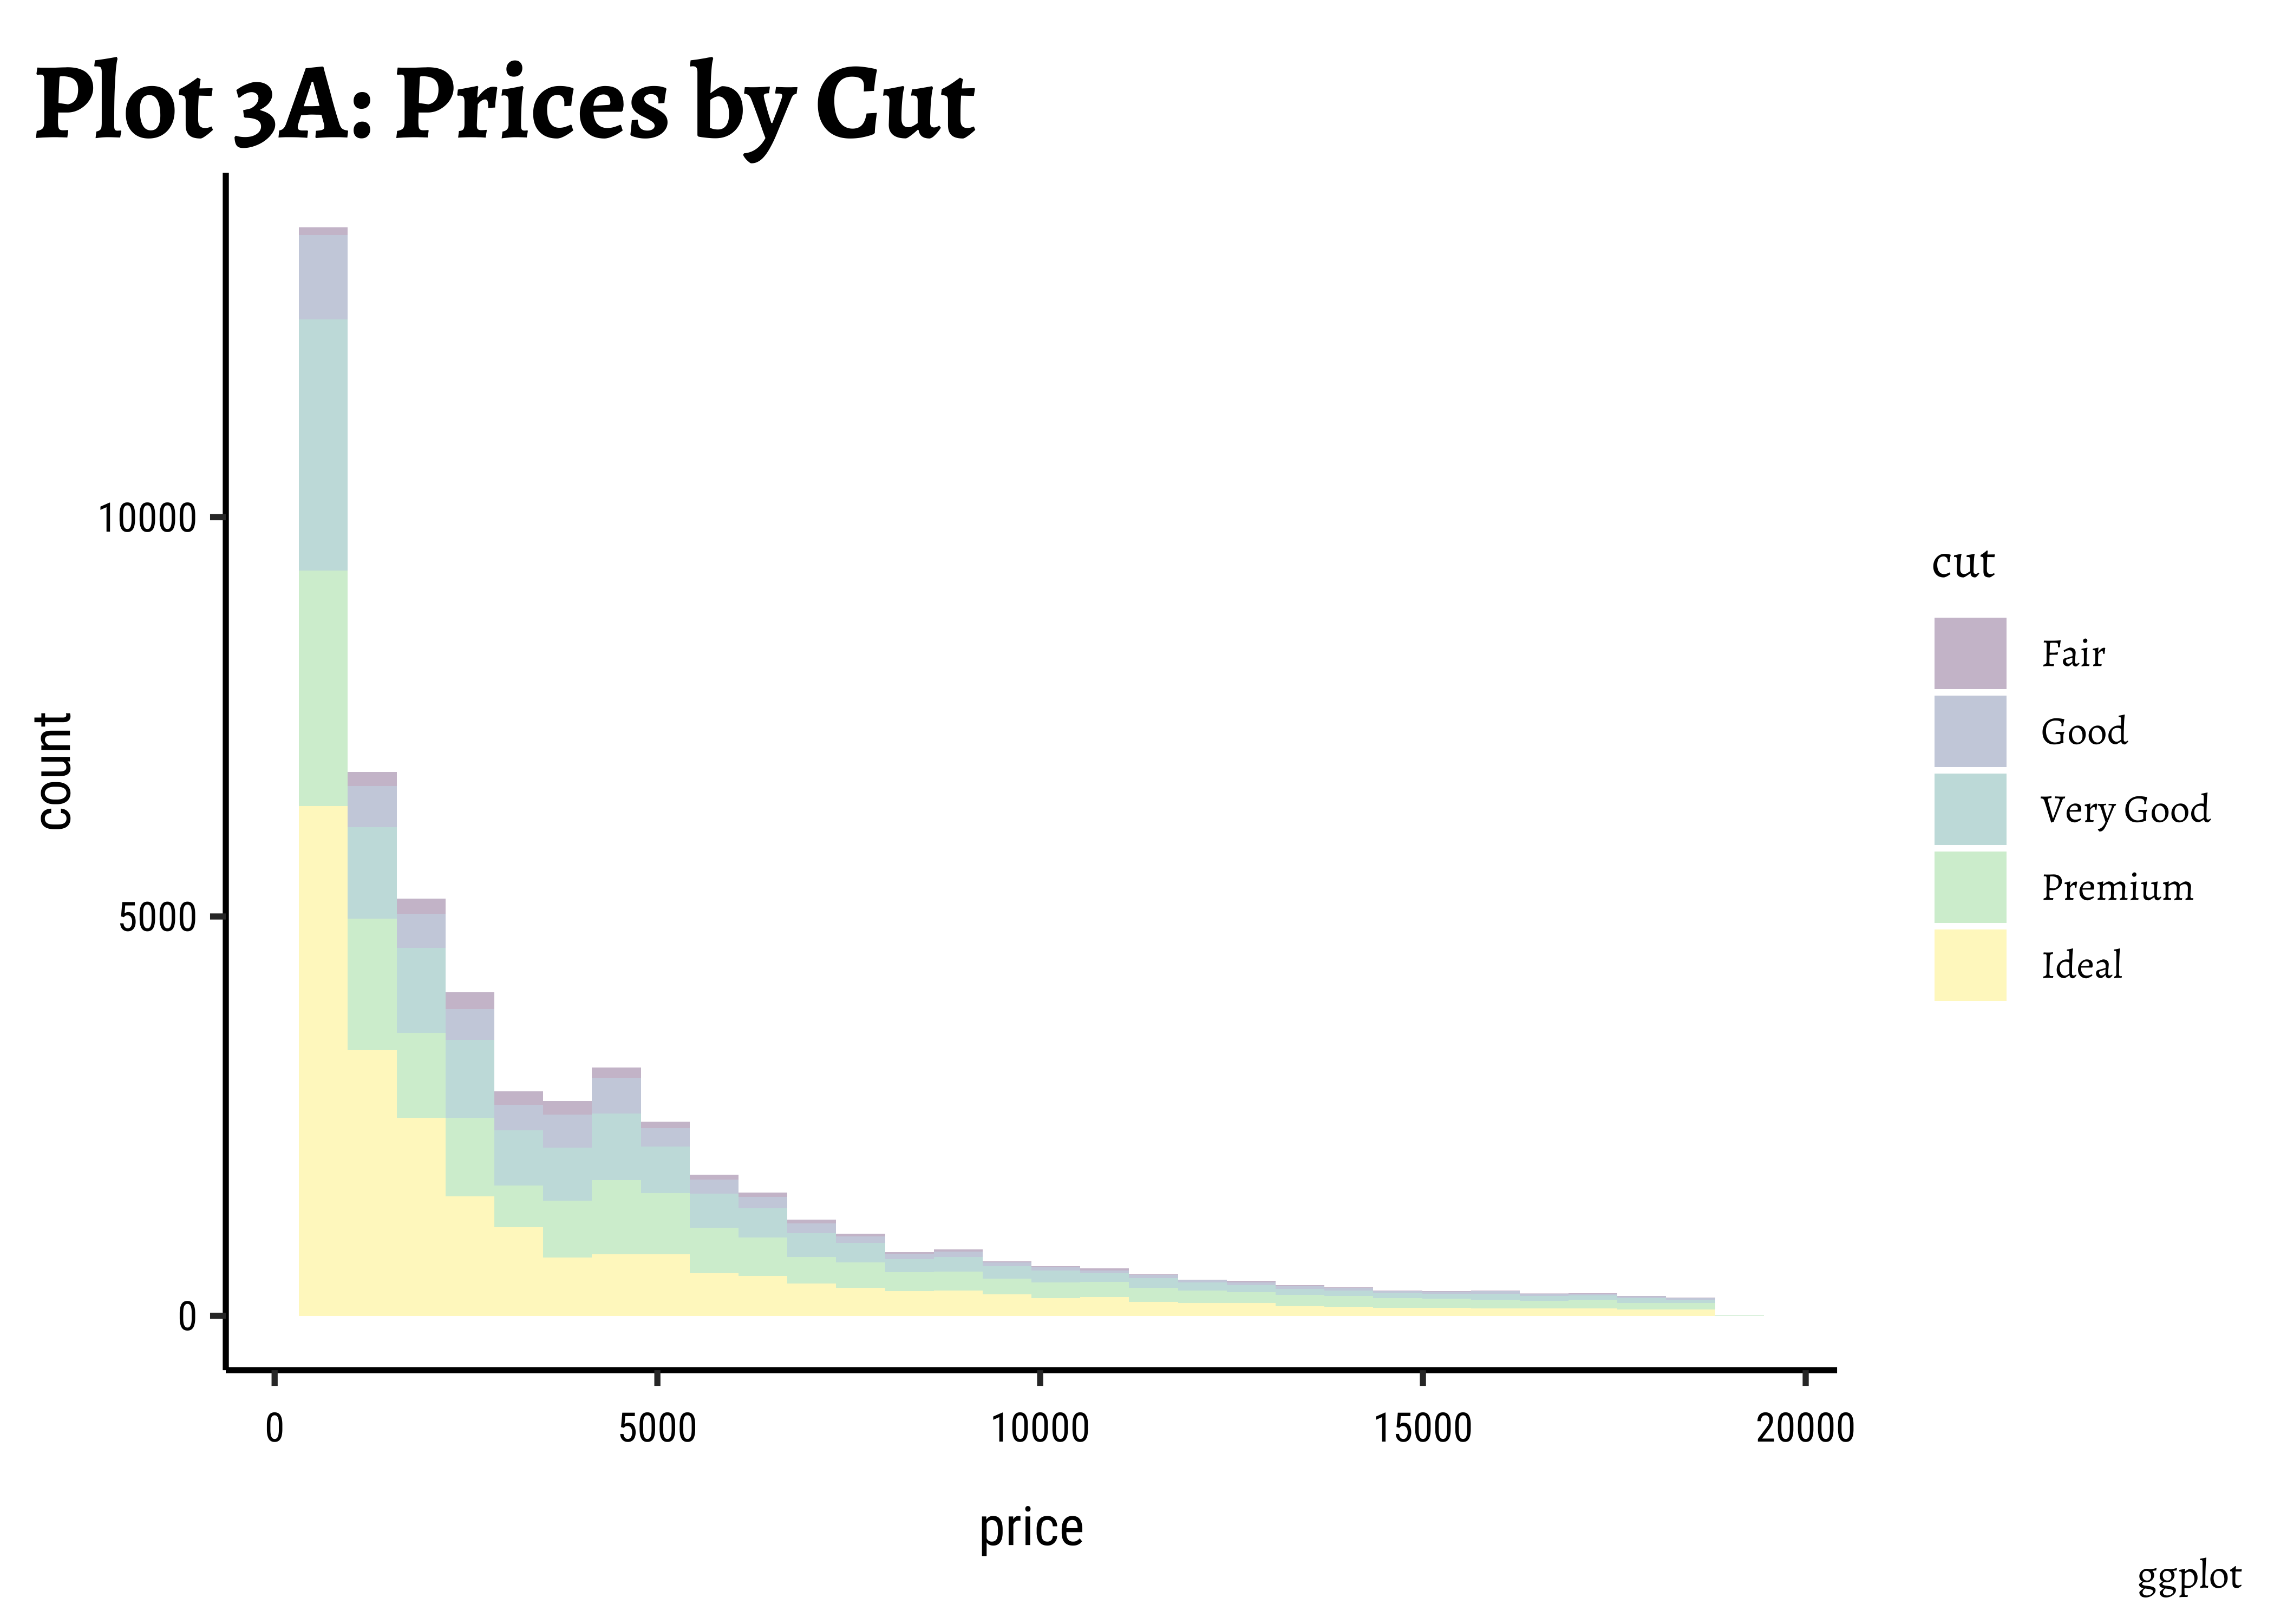 Plot 3A: Prices by Cut
count
10000
5000
0
0 5000 10000 15000 20000
price
cut
Fair
Good
Very Good
Premium
Ideal
ggplot